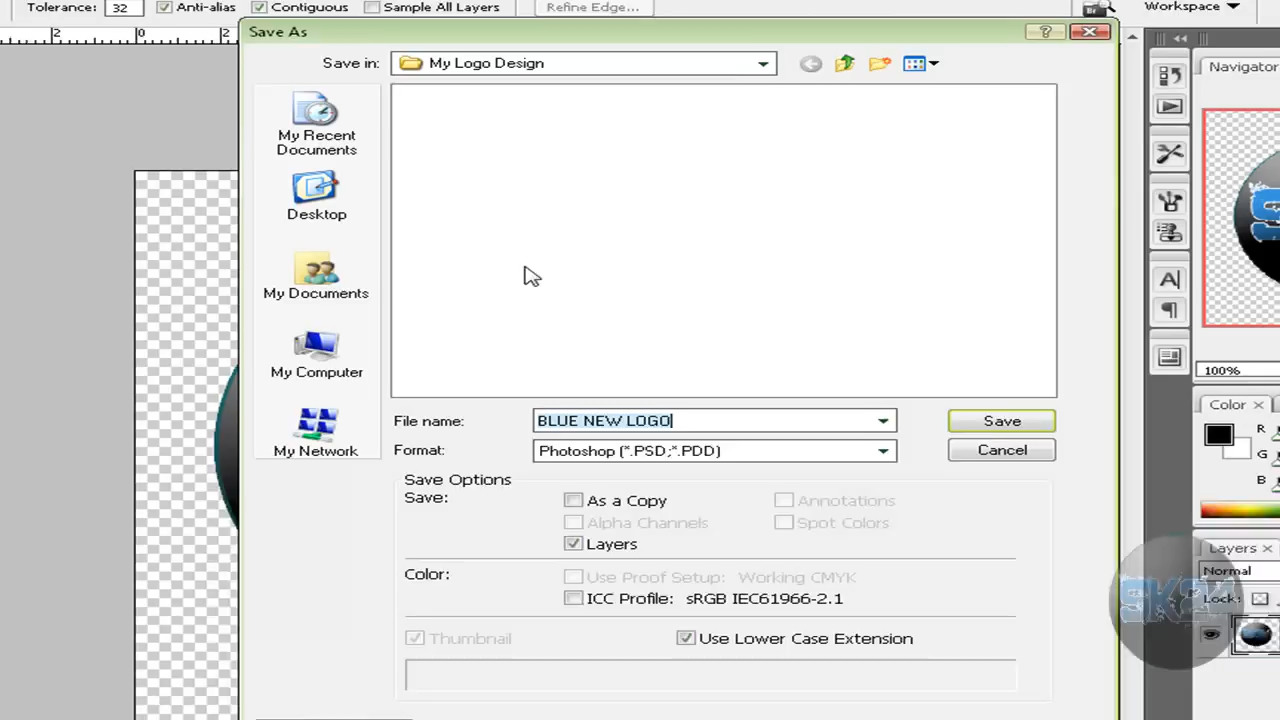 Tolerance: 32 Anti-alias Contiguous Sample All Layers Refine Edge... Workspace
2 0 2
Save As
Save in: My Logo Design
Navigator
My Recent
Documents
Desktop
My Documents
My Computer
My Network
100%
File name: BLUE NEW LOGO Save
Format: Photoshop (*.PSD;*.PDD) Cancel
Color
R
G
B
Save Options
Save: As a Copy Annotations
Alpha Channels Spot Colors
Layers
Layers
Normal
Lock:
Color: Use Proof Setup: Working CMYK
ICC Profile: sRGB IEC61966-2.1
Thumbnail Use Lower Case Extension